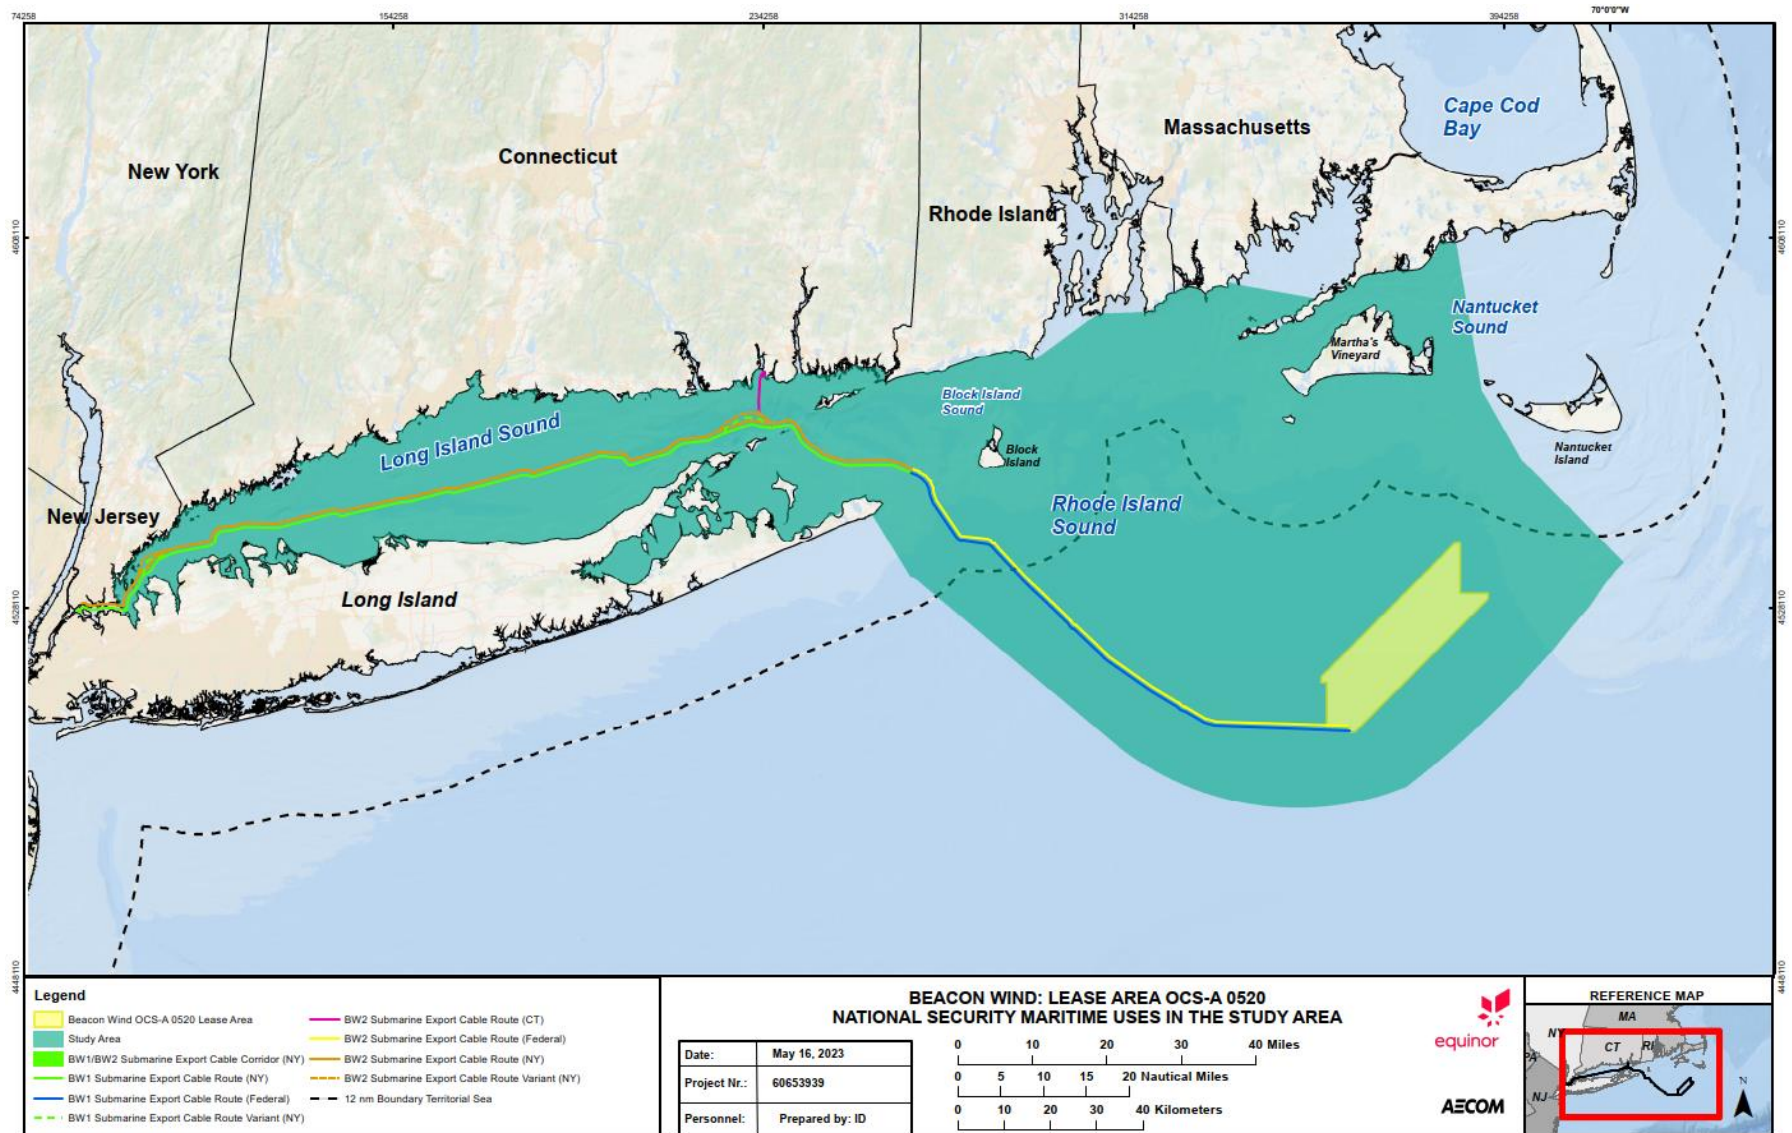 74258
154258
234258
314258
394258
70°0'0"W
4608110
4608110
4528110
4528110
4448110
4448110
New York
Connecticut
Rhode Island
Massachusetts
Cape Cod
Bay
Nantucket
Sound
Martha's
Vineyard
Nantucket
Island
Block Island
Sound
Block
Island
Rhode Island
Sound
Long Island Sound
New Jersey
Long Island
Legend
Beacon Wind OCS-A 0520 Lease Area
Study Area
BW1/BW2 Submarine Export Cable Corridor (NY)
BW1 Submarine Export Cable Route (NY)
BW1 Submarine Export Cable Route (Federal)
BW1 Submarine Export Cable Route Variant (NY)
BW2 Submarine Export Cable Route (CT)
BW2 Submarine Export Cable Route (Federal)
BW2 Submarine Export Cable Route (NY)
BW2 Submarine Export Cable Route Variant (NY)
12 nm Boundary Territorial Sea
BEACON WIND: LEASE AREA OCS-A 0520
NATIONAL SECURITY MARITIME USES IN THE STUDY AREA
Date: May 16, 2023
Project Nr.: 60653939
Personnel: Prepared by: ID
0 10 20 30 40 Miles
0 5 10 15 20 Nautical Miles
0 10 20 30 40 Kilometers
equinor
AECOM
REFERENCE MAP
MA
NY
CT
RI
PA
NJ
N